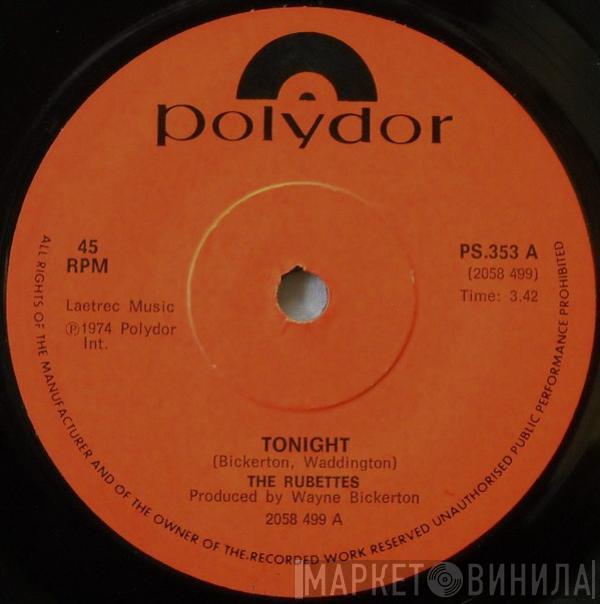 polydor
45
RPM
PS.353 A
(2058 499)
Time: 3.42
Laetrec Music
℗1974 Polydor
Int.
TONIGHT
(Bickerton, Waddington)
THE RUBETTES
Produced by Wayne Bickerton
2058 499 A
ALL RIGHTS OF THE MANUFACTURER AND OF THE OWNER OF THE RECORDED WORK RESERVED UNAUTHORISED PUBLIC PERFORMANCE PROHIBITED
МАРКЕТ ВИНИЛА